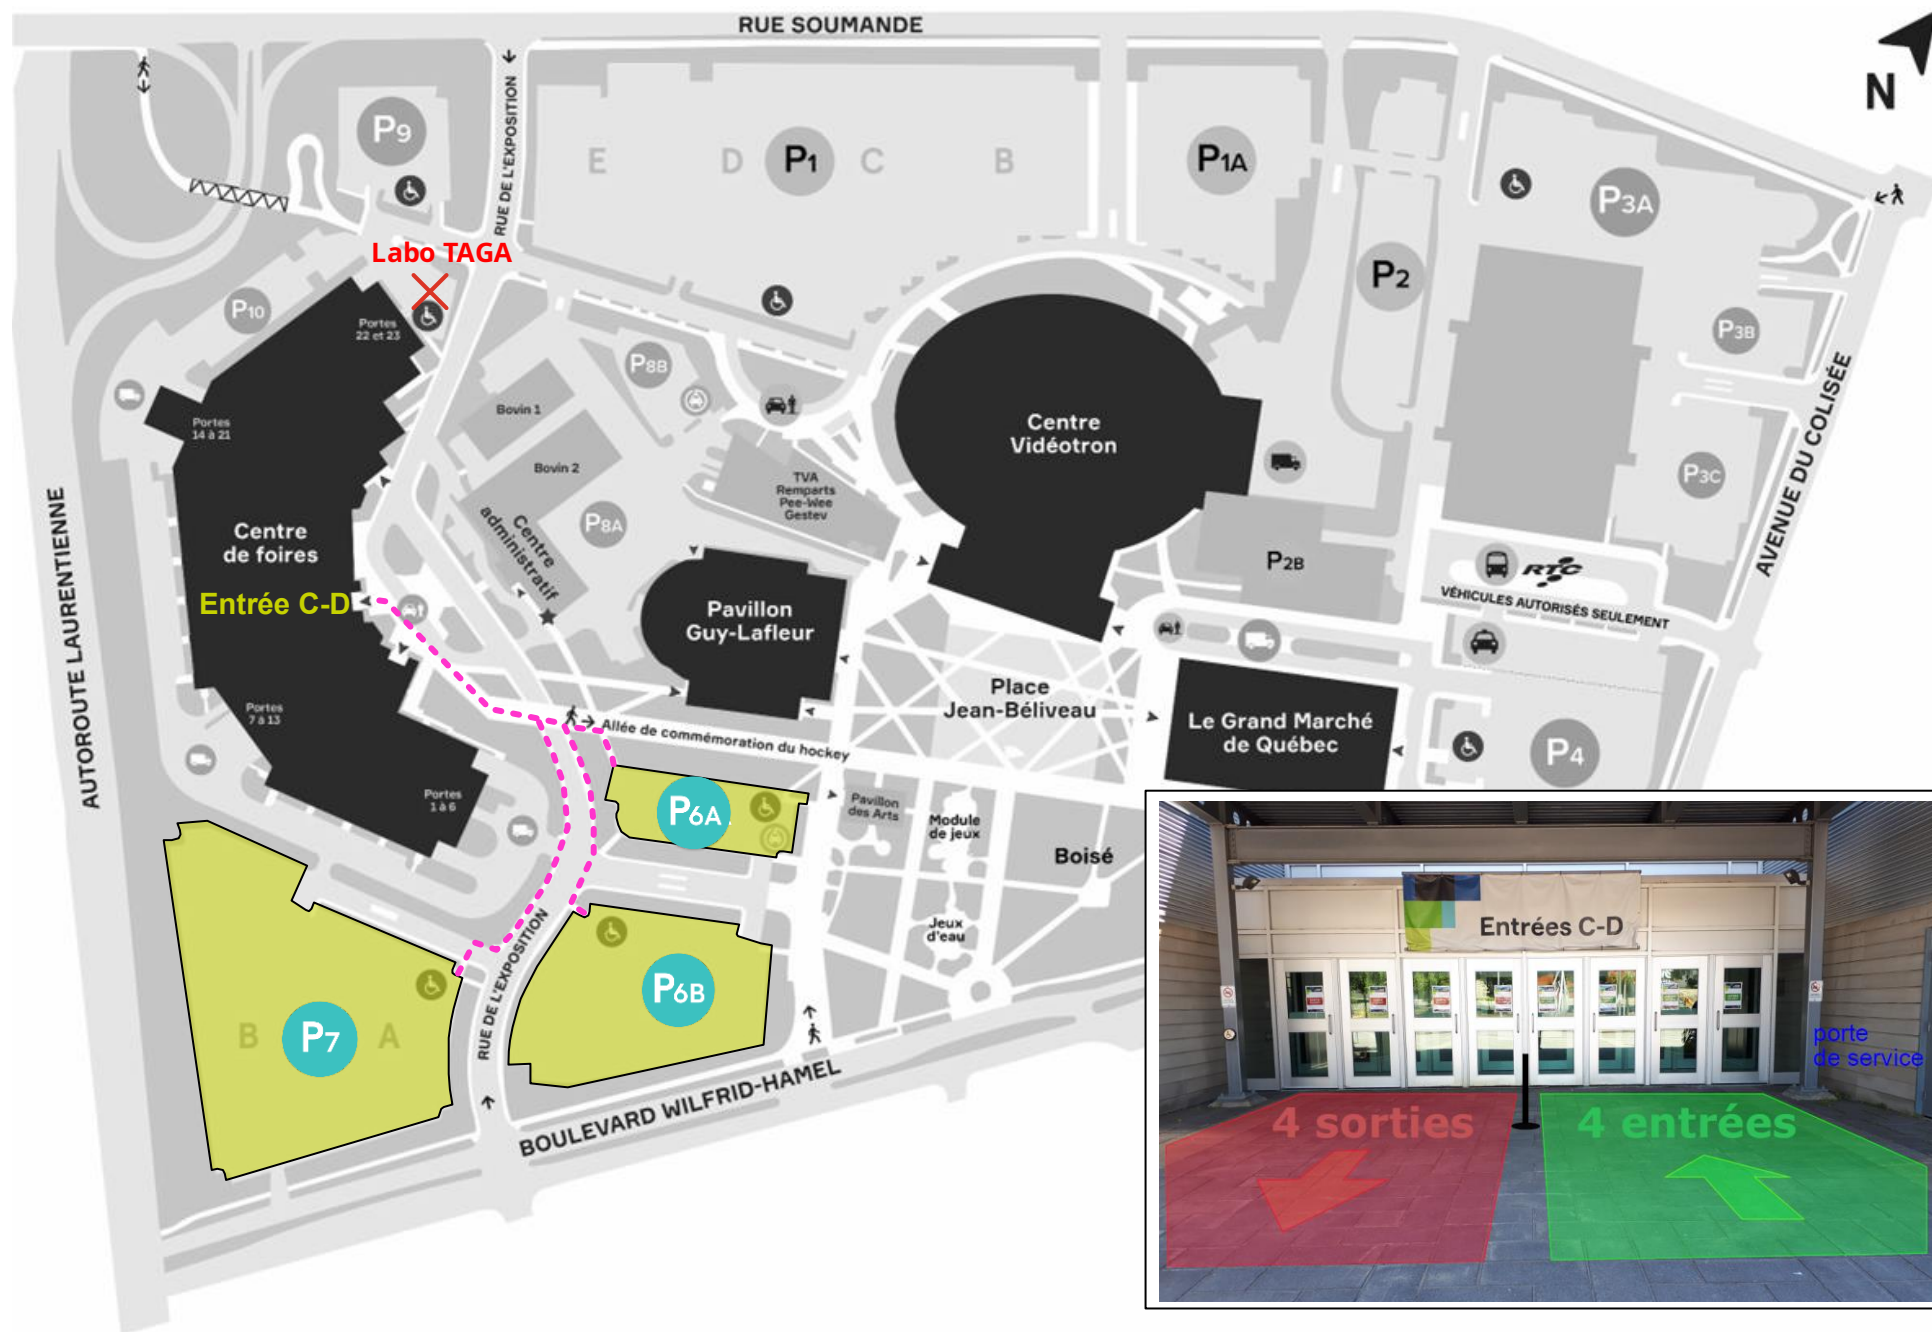 RUE SOUMANDE
N
P9
RUE DE L'EXPOSITION
E
D
P1
C
B
P1A
P3A
P2
Labo TAGA
P10
Portes
22 et 23
P8B
P3B
Bovin 1
Portes
14 à 21
Centre
Vidéotron
AVENUE DU COLISÉE
Bovin 2
TVA
Remparts
Pee-Wee
Gestev
P3C
AUTOROUTE LAURENTIENNE
Centre
de foires
Centre
administratif
P8A
P2B
RTC
VÉHICULES AUTORISÉS SEULEMENT
Entrée C-D
Pavillon
Guy-Lafleur
Place
Jean-Béliveau
Portes
7 à 13
Allée de commémoration du hockey
Le Grand Marché
de Québec
P4
Portes
1 à 6
P6A
Pavillon
des Arts
Module
de jeux
Boisé
Jeux
d'eau
RUE DE L'EXPOSITION
P6B
B
P7
A
BOULEVARD WILFRID-HAMEL
Entrées C-D
porte
de service
4 sorties
4 entrées